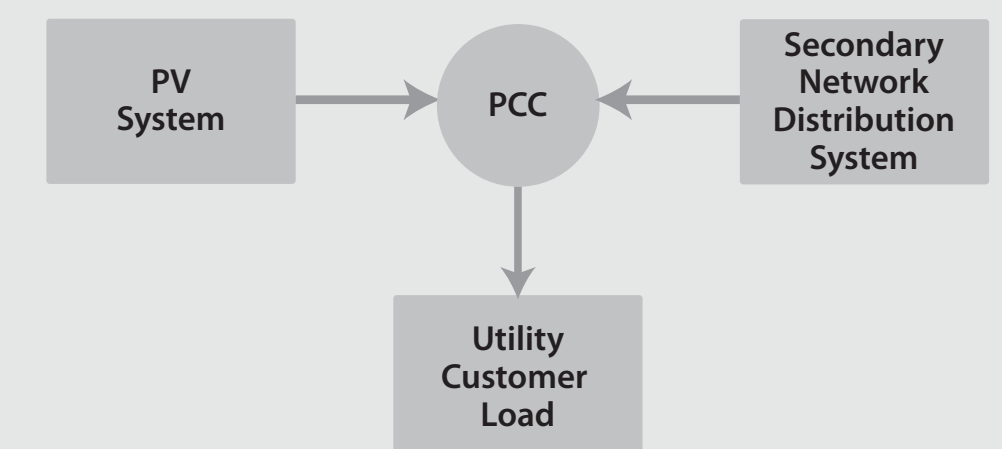 PV
System
PCC
Secondary
Network
Distribution
System
Utility
Customer
Load